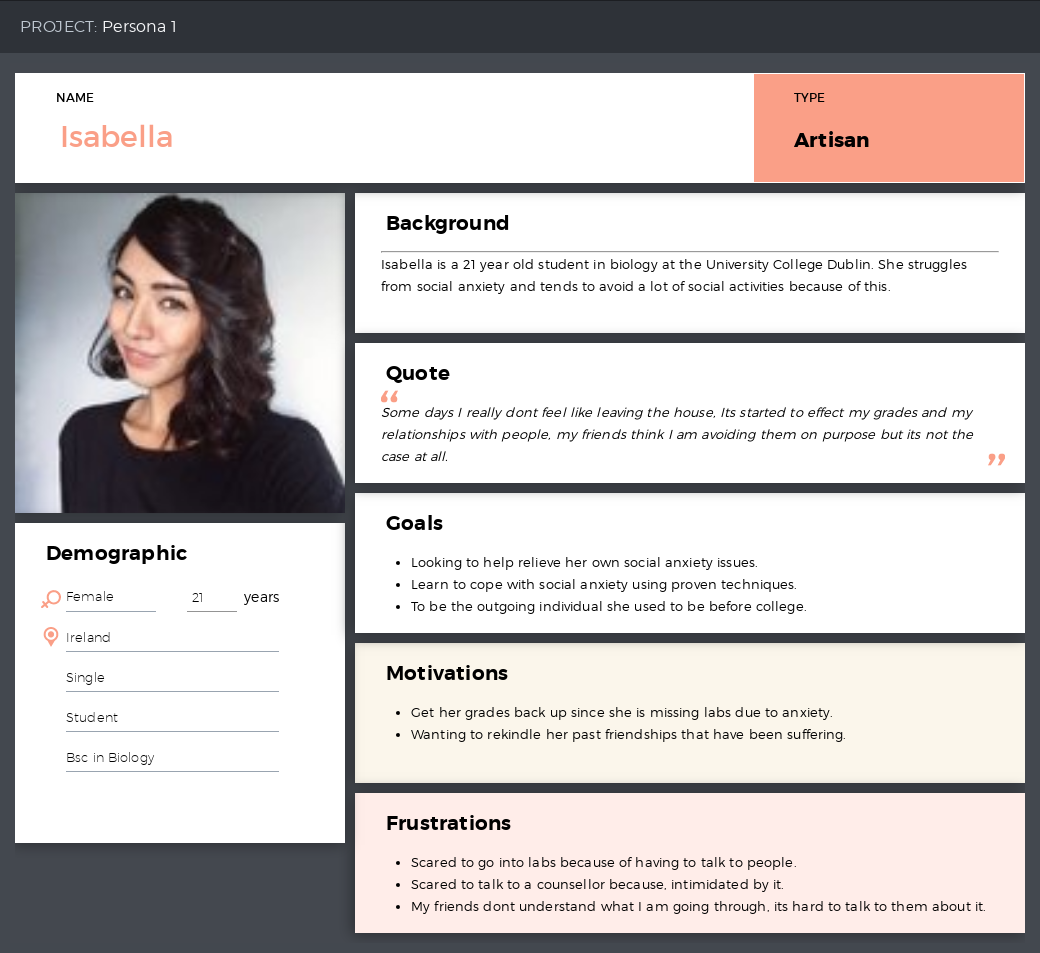 PROJECT: Persona 1
NAME
Isabella
TYPE
Artisan
Background
Isabella is a 21 year old student in biology at the University College Dublin. She struggles
from social anxiety and tends to avoid a lot of social activities because of this.
Quote
“
Some days I really dont feel like leaving the house, Its started to effect my grades and my
relationships with people, my friends think I am avoiding them on purpose but its not the
case at all.
”
Demographic
Female 21 years
Ireland
Single
Student
Bsc in Biology
Goals
• Looking to help relieve her own social anxiety issues.
• Learn to cope with social anxiety using proven techniques.
• To be the outgoing individual she used to be before college.
Motivations
• Get her grades back up since she is missing labs due to anxiety.
• Wanting to rekindle her past friendships that have been suffering.
Frustrations
• Scared to go into labs because of having to talk to people.
• Scared to talk to a counsellor because, intimidated by it.
• My friends dont understand what I am going through, its hard to talk to them about it.